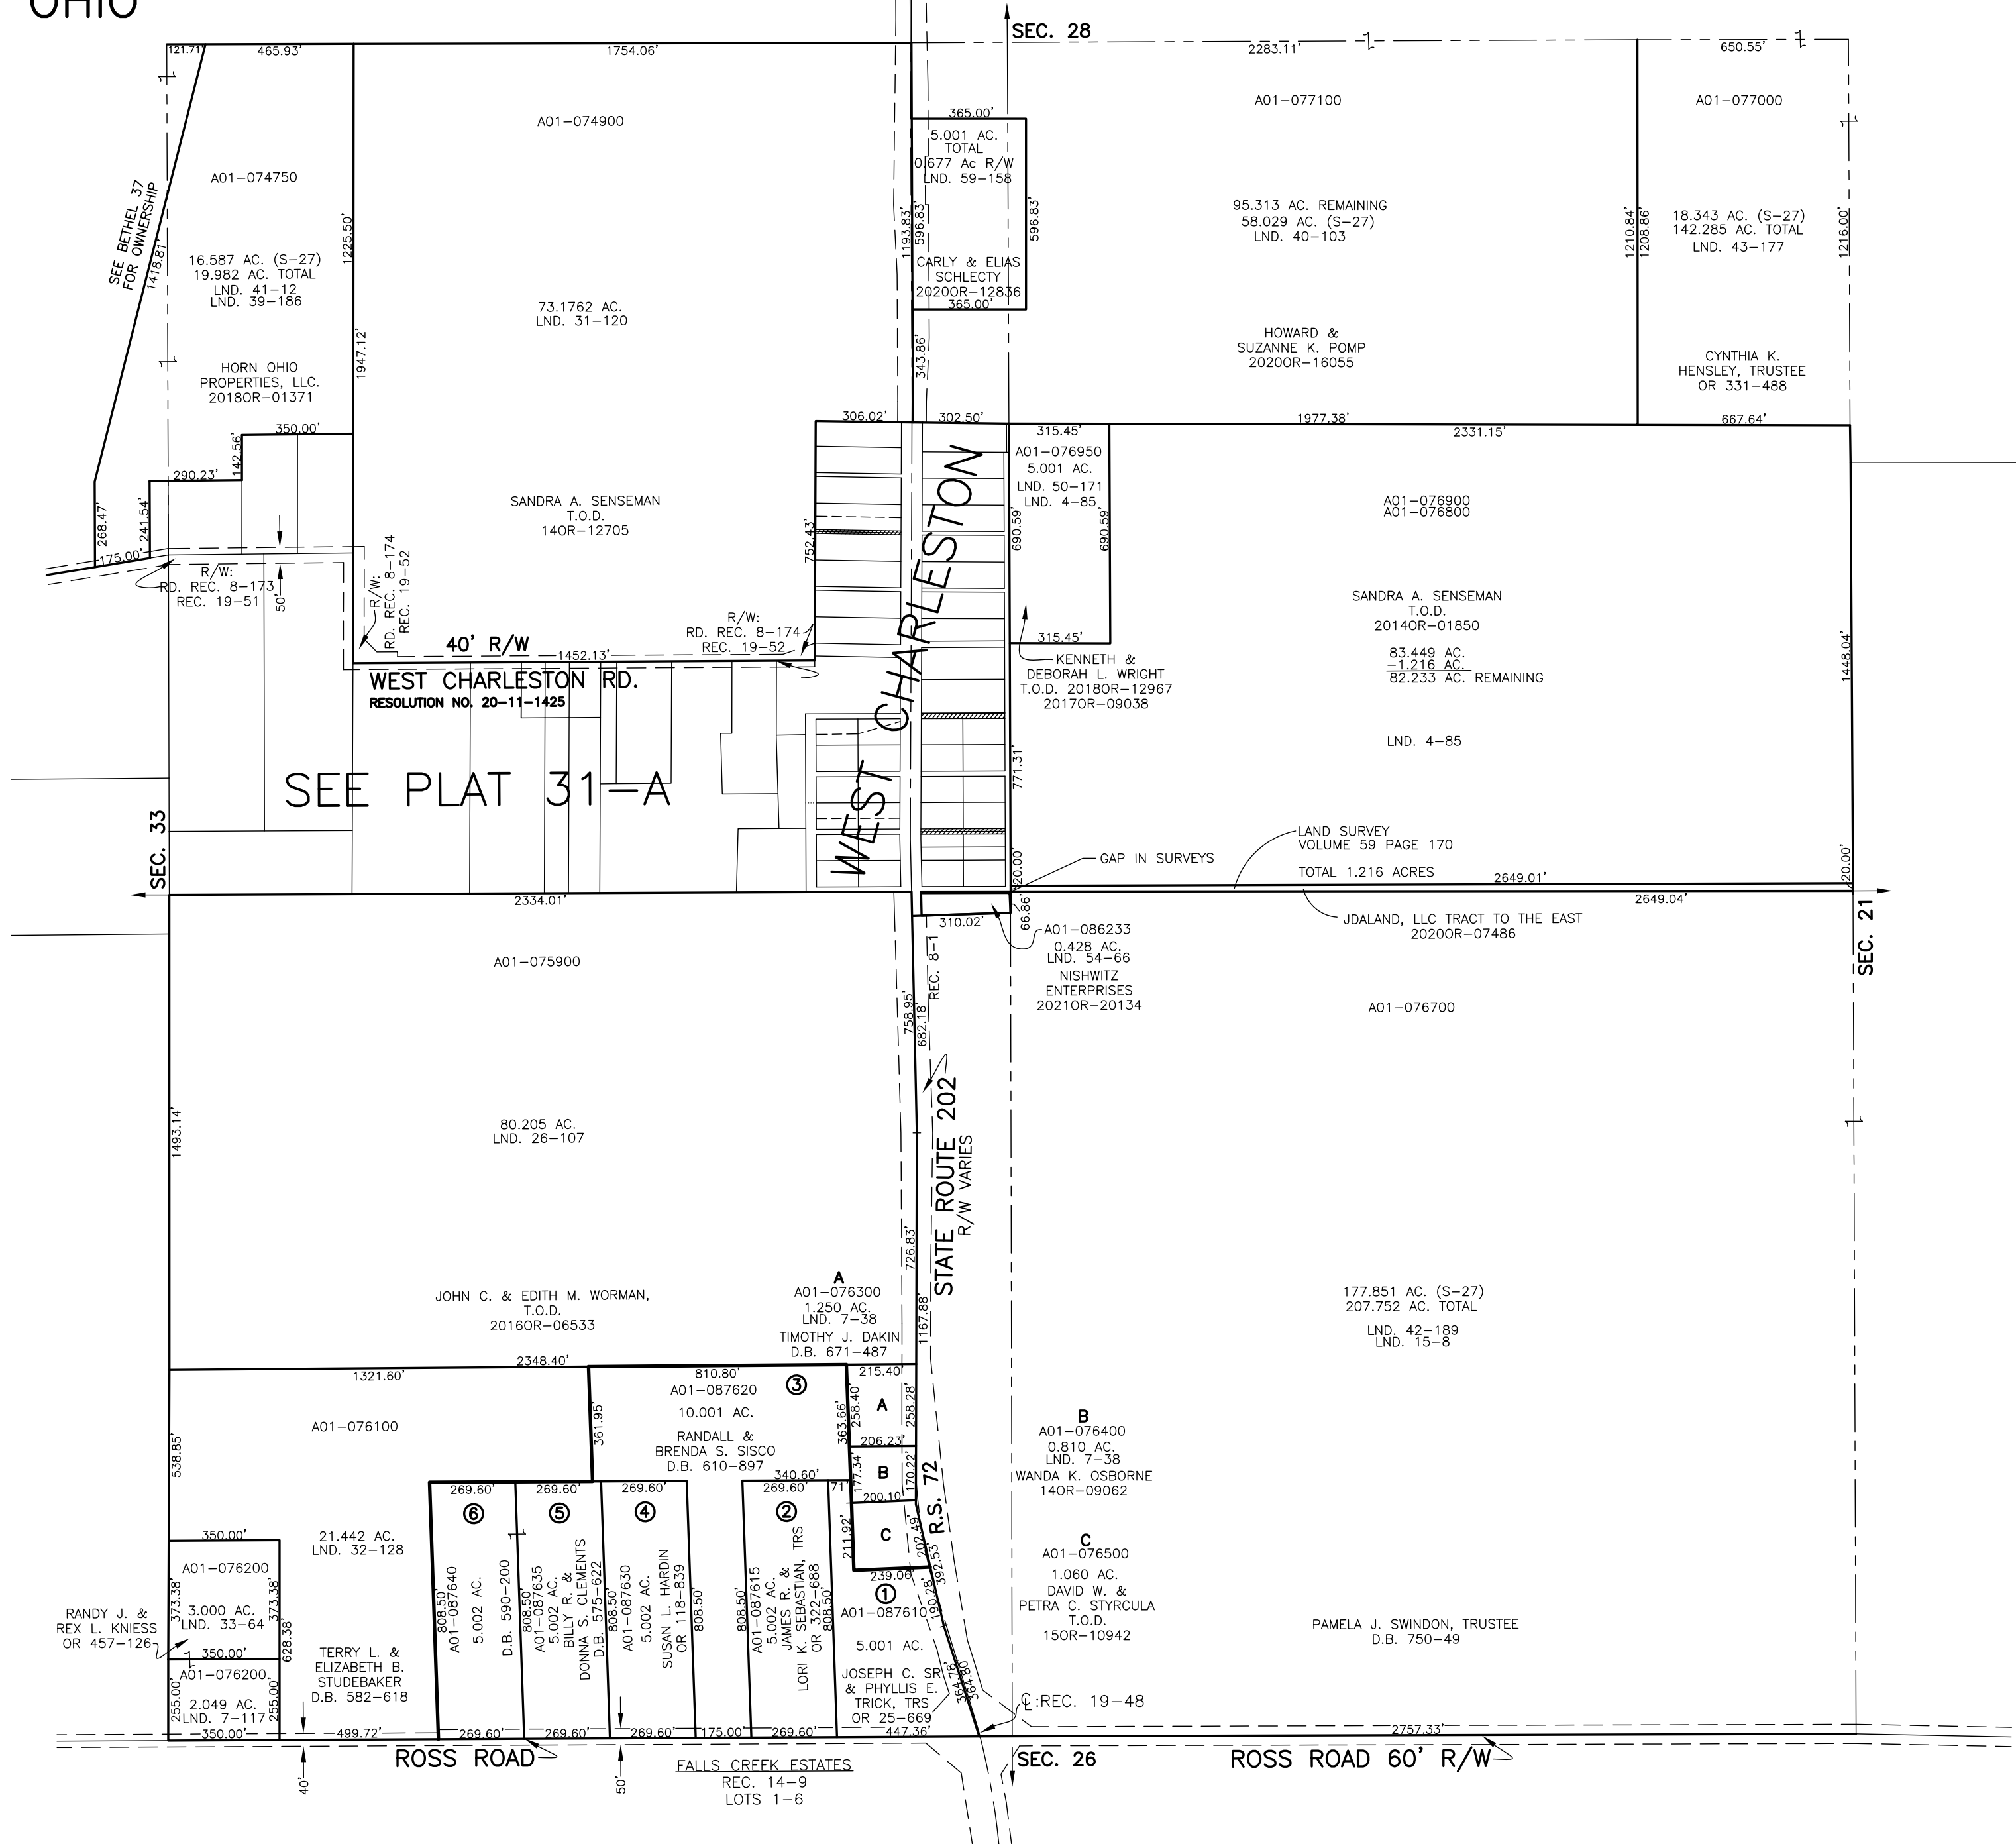 OHIO
SEC. 28
121.71'
465.93'
1754.06'
2283.11'
650.55'
A01-074900
365.00'
A01-077100
A01-077000
5.001 AC.
TOTAL
0.677 Ac R/W
LND. 59-158
A01-074750
SEE BETHEL 37
FOR OWNERSHIP
1418.81'
1225.50'
1193.83'
596.83'
596.83'
95.313 AC. REMAINING
58.029 AC. (S-27)
LND. 40-103
1210.84'
1208.86'
18.343 AC. (S-27)
142.285 AC. TOTAL
LND. 43-177
1216.00'
16.587 AC. (S-27)
19.982 AC. TOTAL
LND. 41-12
LND. 39-186
CARLY & ELIAS
SCHLECTY
2020OR-12836
365.00'
73.1762 AC.
LND. 31-120
1947.12'
343.86'
HOWARD &
SUZANNE K. POMP
2020OR-16055
CYNTHIA K.
HENSLEY, TRUSTEE
OR 331-488
HORN OHIO
PROPERTIES, LLC.
2018OR-01371
350.00'
142.56'
290.23'
306.02'
302.50'
1977.38'
667.64'
315.45'
2331.15'
A01-076950
5.001 AC.
LND. 50-171
LND. 4-85
690.59'
690.59'
A01-076900
A01-076800
268.47'
241.54'
175.00'
SANDRA A. SENSEMAN
T.O.D.
14OR-12705
752.43'
R/W:
RD. REC. 8-173
REC. 19-51
50'
R/W:
RD. REC. 8-174
REC. 19-52
SANDRA A. SENSEMAN
T.O.D.
2014OR-01850
83.449 AC.
-1.216 AC.
82.233 AC. REMAINING
1448.04'
R/W:
RD. REC. 8-174
REC. 19-52
40' R/W
1452.13'
315.45'
WEST CHARLESTON RD.
RESOLUTION NO. 20-11-1425
WEST CHARLESTON
KENNETH &
DEBORAH L. WRIGHT
T.O.D. 2018OR-12967
2017OR-09038
LND. 4-85
771.31'
SEE PLAT 31-A
SEC. 33
LAND SURVEY
VOLUME 59 PAGE 170
TOTAL 1.216 ACRES
GAP IN SURVEYS
20.00'
2649.01'
20.00'
2334.01'
2649.04'
66.86'
310.02'
JDALAND, LLC TRACT TO THE EAST
2020OR-07486
SEC. 21
A01-086233
0.428 AC.
LND. 54-66
NISHWITZ
ENTERPRISES
2021OR-20134
REC. 8-1
A01-075900
758.95'
682.18'
A01-076700
1493.14'
80.205 AC.
LND. 26-107
STATE ROUTE 202
R/W VARIES
726.83'
JOHN C. & EDITH M. WORMAN,
T.O.D.
2016OR-06533
A
A01-076300
1.250 AC.
LND. 7-38
TIMOTHY J. DAKIN
D.B. 671-487
1167.88'
177.851 AC. (S-27)
207.752 AC. TOTAL
LND. 42-189
LND. 15-8
2348.40'
1321.60'
810.80'
215.40'
A01-087620
3
10.001 AC.
RANDALL &
BRENDA S. SISCO
D.B. 610-897
361.95'
363.66'
258.40'
A
258.28'
A01-076100
538.85'
206.23'
B
A01-076400
0.810 AC.
LND. 7-38
WANDA K. OSBORNE
14OR-09062
340.60'
177.34'
B
170.22'
R.S. 72
269.60'
269.60'
269.60'
269.60'
71'
200.10'
6
5
4
2
C
211.92'
202.49'
392.53'
350.00'
21.442 AC.
LND. 32-128
C
A01-076500
1.060 AC.
DAVID W. &
PETRA C. STYRCULA
T.O.D.
15OR-10942
A01-076200
3.000 AC.
LND. 33-64
373.38'
373.38'
239.06'
1
A01-087610
190.28'
RANDY J. &
REX L. KNIESS
OR 457-126
628.38'
808.50'
A01-087640
5.002 AC.
D.B. 590-200
808.50'
A01-087635
5.002 AC.
BILLY R. &
DONNA S. CLEMENTS
D.B. 575-622
808.50'
A01-087630
5.002 AC.
SUSAN L. HARDIN
OR 118-839
808.50'
808.50'
A01-087615
5.002 AC.
JAMES R. &
LORI K. SEBASTIAN, TRS
OR 322-688
808.50'
5.001 AC.
JOSEPH C. SR
& PHYLLIS E.
TRICK, TRS
OR 25-669
PAMELA J. SWINDON, TRUSTEE
D.B. 750-49
350.00'
A01-076200
2.049 AC.
LND. 7-117
255.00'
255.00'
TERRY L. &
ELIZABETH B.
STUDEBAKER
D.B. 582-618
364.78'
364.80'
℄:REC. 19-48
350.00'
499.72'
269.60'
269.60'
269.60'
175.00'
269.60'
447.36'
2757.33'
ROSS ROAD
40'
50'
FALLS CREEK ESTATES
REC. 14-9
LOTS 1-6
SEC. 26
ROSS ROAD 60' R/W